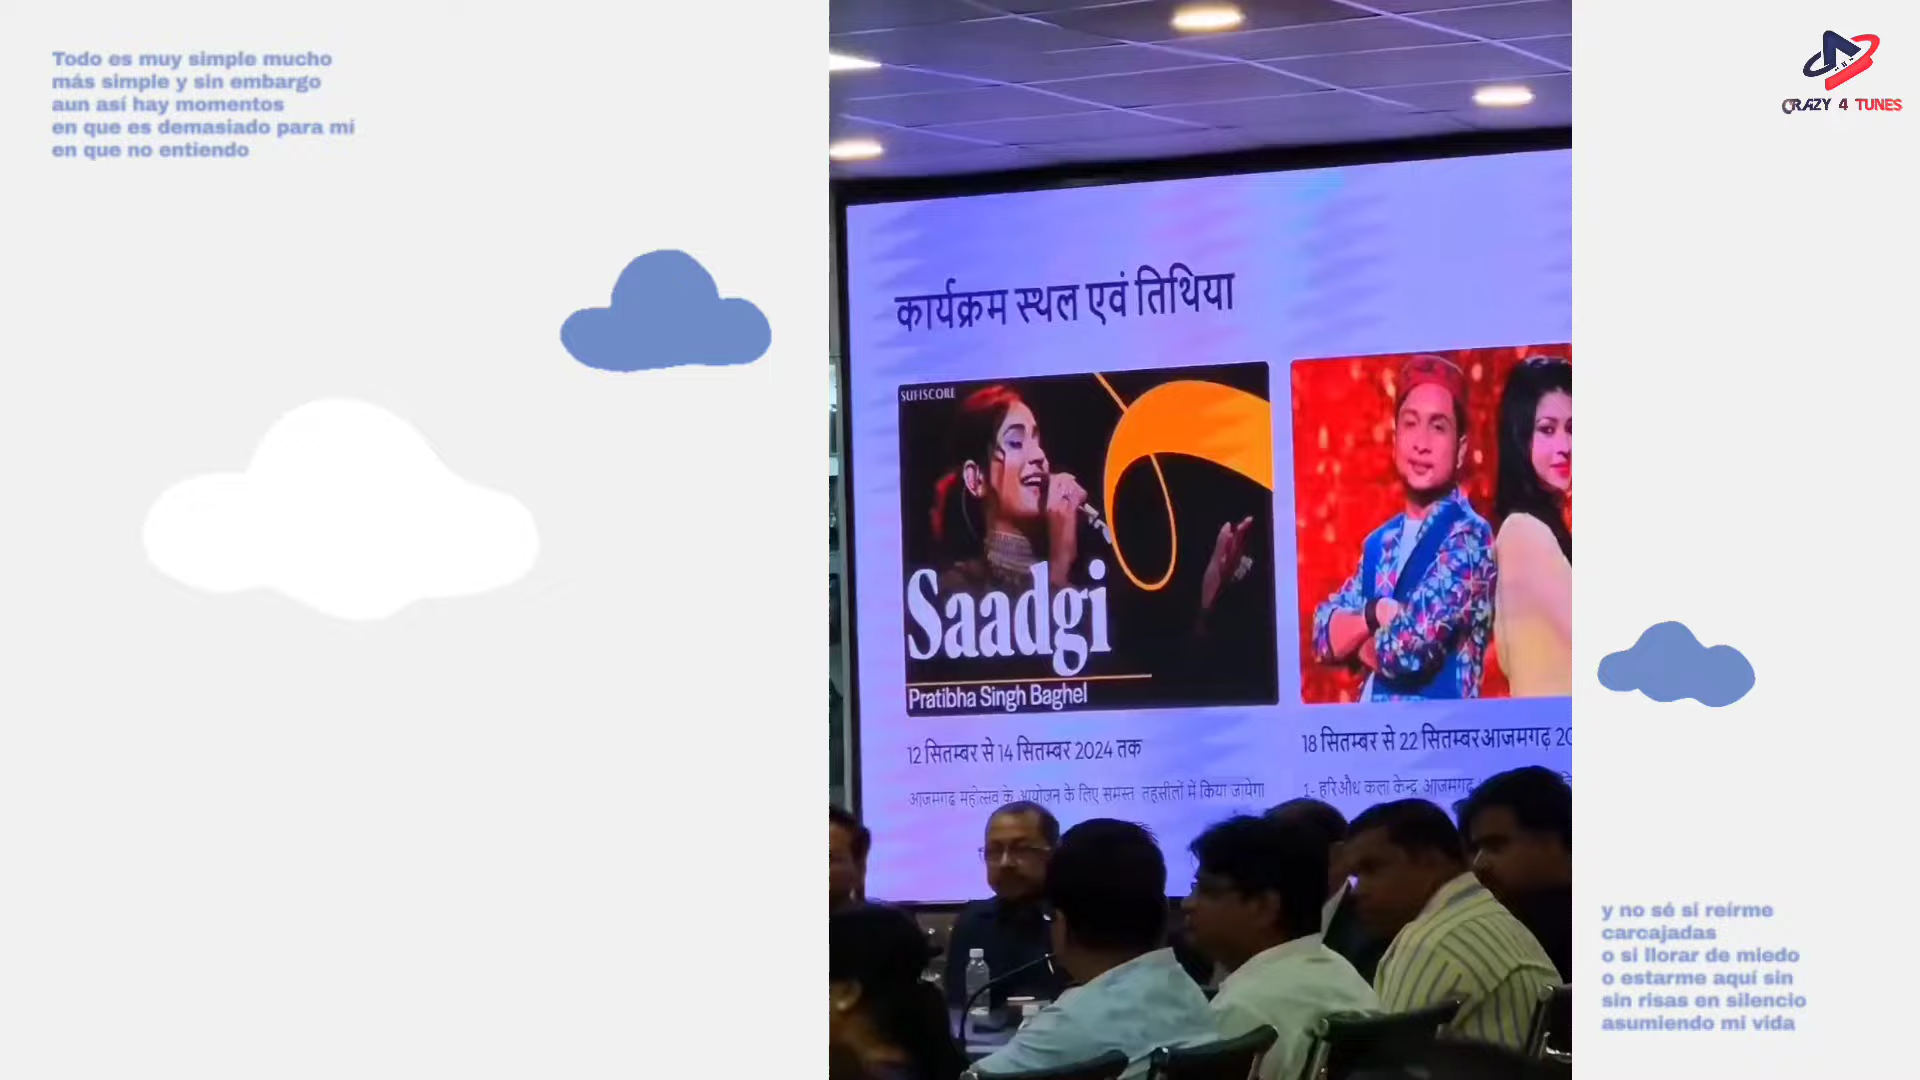 Todo es muy simple mucho
más simple y sin embargo
aun así hay momentos
en que es demasiado para mí
en que no entiendo
CRAZY 4 TUNES
कार्यक्रम स्थल एवं तिथिया
SUFISCORE
Saadgi
Pratibha Singh Baghel
12 सितम्बर से 14 सितम्बर 2024 तक
आजमगढ़ महोत्सव के आयोजन के लिए समस्त तहसीलों में किया जायेगा
18 सितम्बर से 22 सितम्बर आजमगढ़
1- हरिऔध कला केन्द्र आजमगढ़
y no sé si reírme
carcajadas
o si llorar de miedo
o estarme aquí sin
sin risas en silencio
asumiendo mi vida